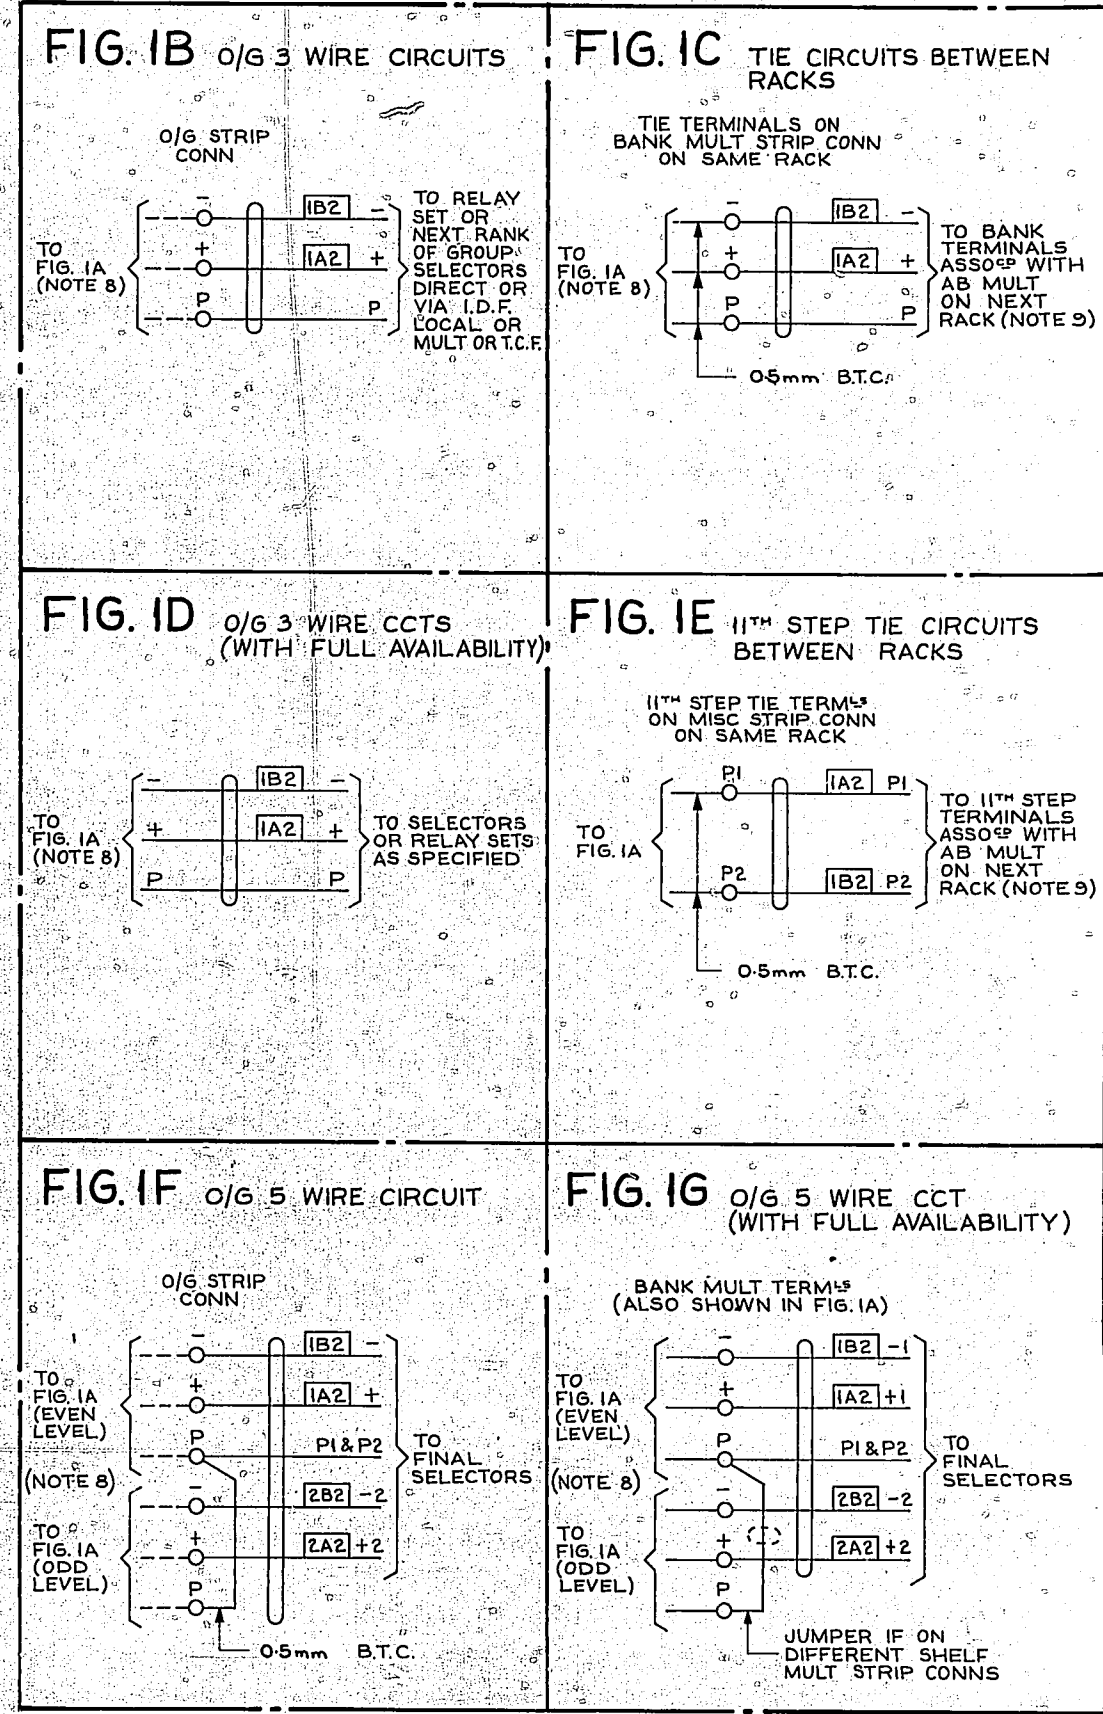 FIG. 1B O/G 3 WIRE CIRCUITS
O/G STRIP
CONN
TO
FIG. 1A
(NOTE 8)
-
+
P
1B2 -
1A2 +
P
TO RELAY
SET OR
NEXT RANK
OF GROUP
SELECTORS
DIRECT OR
VIA I.D.F.
LOCAL OR
MULT OR T.C.F.
FIG. 1C TIE CIRCUITS BETWEEN
RACKS
TIE TERMINALS ON
BANK MULT STRIP CONN
ON SAME RACK
TO
FIG. 1A
(NOTE 8)
-
+
P
1B2 -
1A2 +
P
TO BANK
TERMINALS
ASSOCD WITH
AB MULT
ON NEXT
RACK (NOTE 9)
0.5mm B.T.C.
FIG. 1D O/G 3 WIRE CCTS
(WITH FULL AVAILABILITY)
TO
FIG. 1A
(NOTE 8)
- 1B2 -
+ 1A2 +
P P
TO SELECTORS
OR RELAY SETS
AS SPECIFIED
FIG. 1E 11TH STEP TIE CIRCUITS
BETWEEN RACKS
11TH STEP TIE TERMLS
ON MISC STRIP CONN
ON SAME RACK
TO
FIG. 1A
P1 1A2 P1
P2 1B2 P2
TO 11TH STEP
TERMINALS
ASSOCD WITH
AB MULT
ON NEXT
RACK (NOTE 9)
0.5mm B.T.C.
FIG. 1F O/G 5 WIRE CIRCUIT
O/G STRIP
CONN
TO
FIG. 1A
(EVEN
LEVEL)
(NOTE 8)
TO
FIG. 1A
(ODD
LEVEL)
-
+
P
-
+
P
1B2 -
1A2 +
P1 & P2
2B2 -2
2A2 +2
TO
FINAL
SELECTORS
0.5mm B.T.C.
FIG. 1G O/G 5 WIRE CCT
(WITH FULL AVAILABILITY)
BANK MULT TERMLS
(ALSO SHOWN IN FIG. 1A)
TO
FIG. 1A
(EVEN
LEVEL)
(NOTE 8)
TO
FIG. 1A
(ODD
LEVEL)
-
+
P
-
+
P
1B2 -1
1A2 +1
P1 & P2
2B2 -2
2A2 +2
TO
FINAL
SELECTORS
JUMPER IF ON
DIFFERENT SHELF
MULT STRIP CONNS